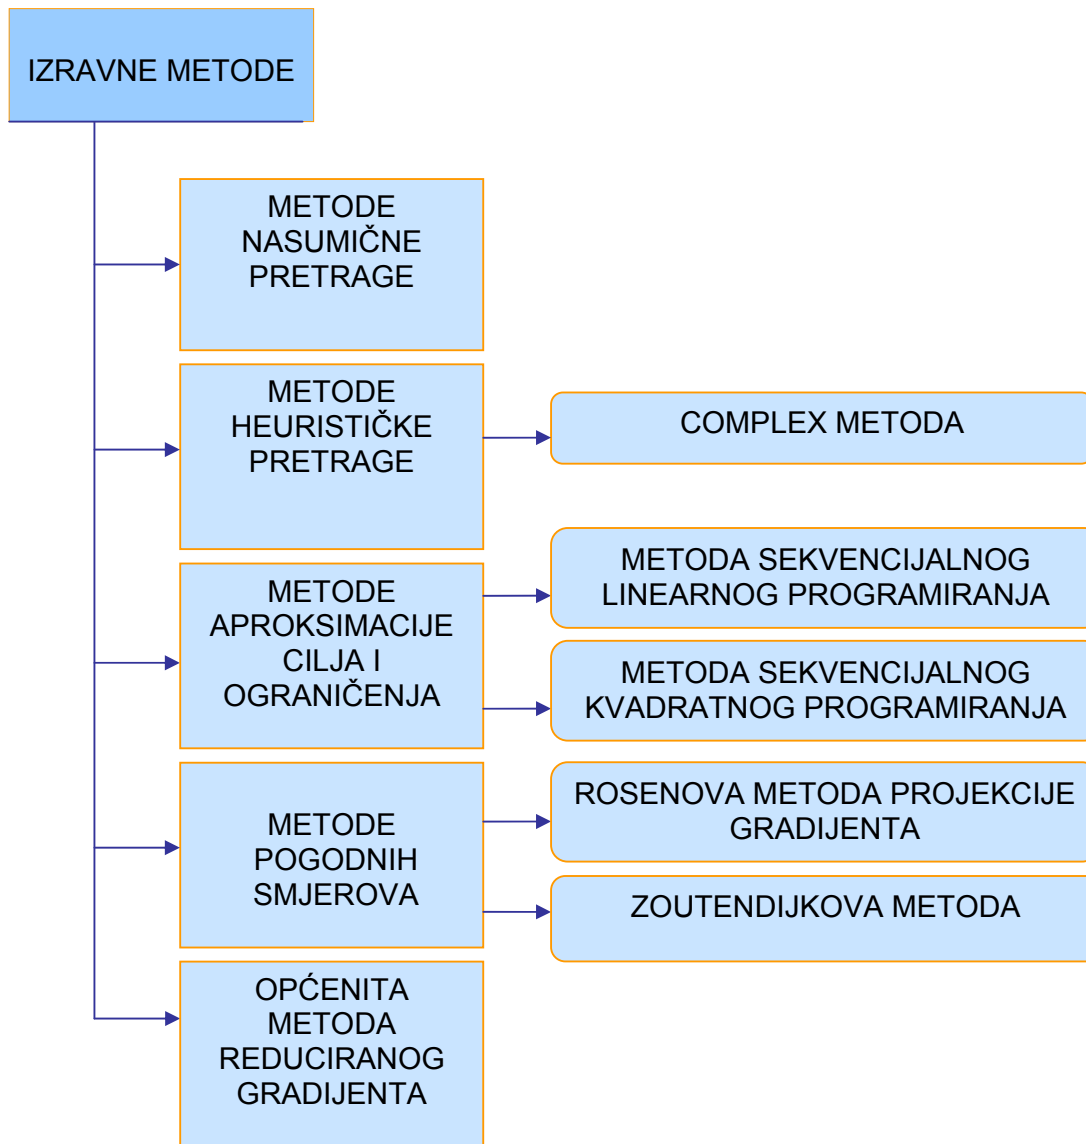 IZRAVNE METODE
METODE
NASUMIČNE
PRETRAGE
METODE
HEURISTIČKE
PRETRAGE
COMPLEX METODA
METODE
APROKSIMACIJE
CILJA I
OGRANIČENJA
METODA SEKVENCIJALNOG
LINEARNOG PROGRAMIRANJA
METODA SEKVENCIJALNOG
KVADRATNOG PROGRAMIRANJA
METODE
POGODNIH
SMJEROVA
ROSENOVA METODA PROJEKCIJE
GRADIJENTA
ZOUTENDIJKOVA METODA
OPĆENITA
METODA
REDUCIRANOG
GRADIJENTA